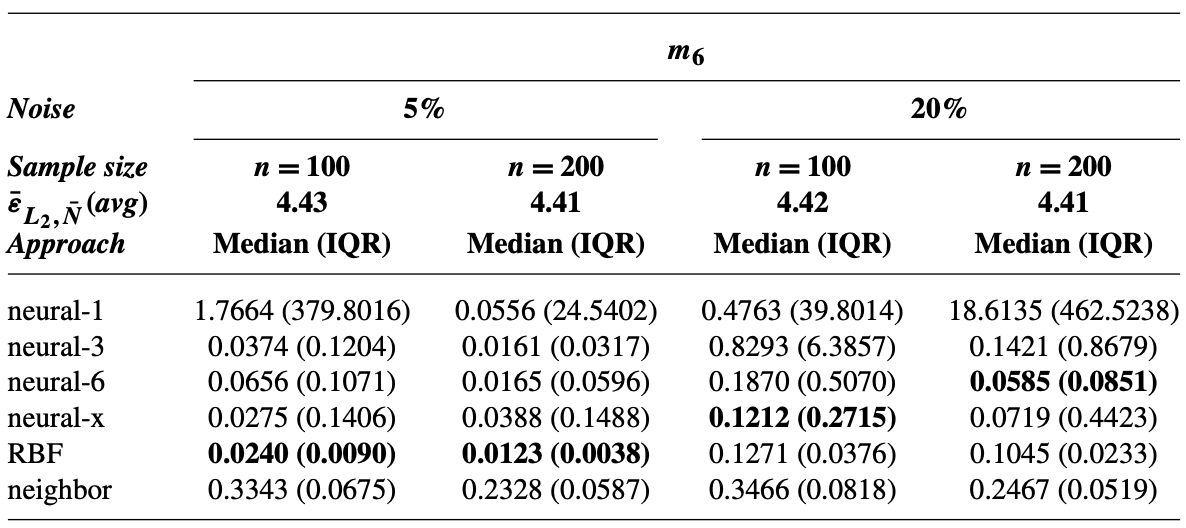 m₆
Noise 5% 20%
Sample size n = 100 n = 200 n = 100 n = 200
ε̄_{L₂,N̄}(avg) 4.43 4.41 4.42 4.41
Approach Median (IQR) Median (IQR) Median (IQR) Median (IQR)
neural-1 1.7664 (379.8016) 0.0556 (24.5402) 0.4763 (39.8014) 18.6135 (462.5238)
neural-3 0.0374 (0.1204) 0.0161 (0.0317) 0.8293 (6.3857) 0.1421 (0.8679)
neural-6 0.0656 (0.1071) 0.0165 (0.0596) 0.1870 (0.5070) 0.0585 (0.0851)
neural-x 0.0275 (0.1406) 0.0388 (0.1488) 0.1212 (0.2715) 0.0719 (0.4423)
RBF 0.0240 (0.0090) 0.0123 (0.0038) 0.1271 (0.0376) 0.1045 (0.0233)
neighbor 0.3343 (0.0675) 0.2328 (0.0587) 0.3466 (0.0818) 0.2467 (0.0519)